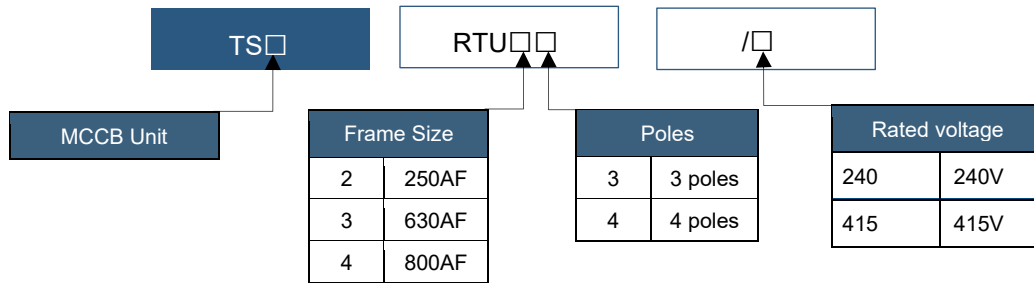 TS□ RTU□□ /□
MCCB Unit
Frame Size
2 250AF
3 630AF
4 800AF
Poles
3 3 poles
4 4 poles
Rated voltage
240 240V
415 415V